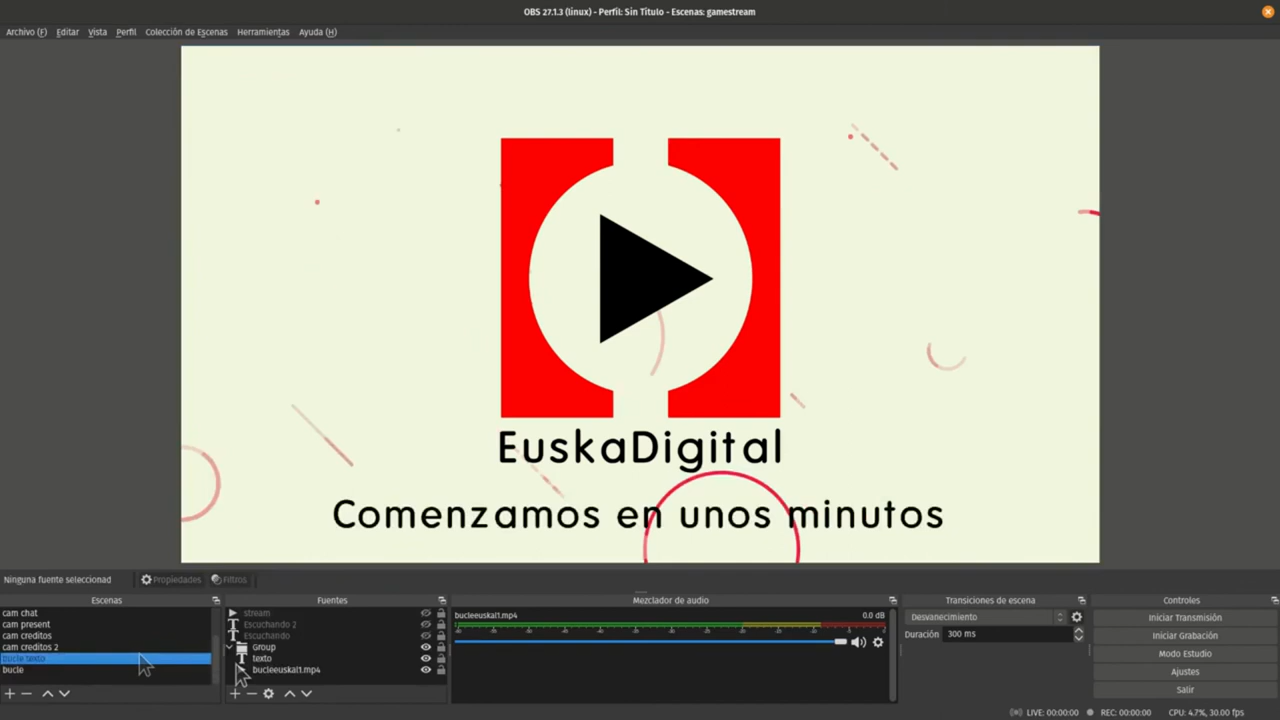 OBS 27.1.3 (linux) - Perfil: Sin Título - Escenas: gamestream
Archivo (F) Editar Vista Perfil Colección de Escenas Herramientas Ayuda (H)
EuskaDigital
Comenzamos en unos minutos
Ninguna fuente seleccionad Propiedades Filtros
Escenas
cam chat
cam present
cam creditos
cam creditos 2
bucle texto
bucle
Fuentes
stream
Escuchando 2
Escuchando
Group
texto
bucleeuskal1.mp4
Mezclador de audio
bucleeuskal1.mp4 0.0 dB
Transiciones de escena
Desvanecimiento
Duración 300 ms
Controles
Iniciar Transmisión
Iniciar Grabación
Modo Estudio
Ajustes
Salir
LIVE: 00:00:00 REC: 00:00:00 CPU: 4.7%, 30.00 fps